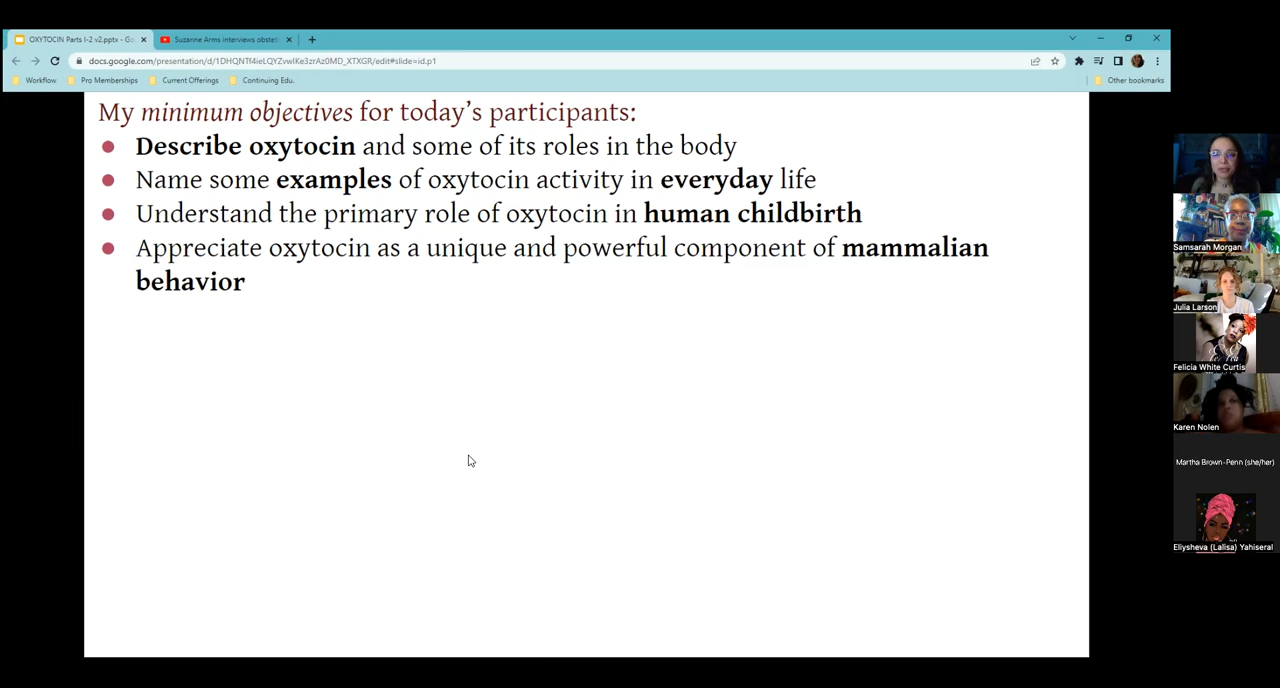 OXYTOCIN Parts I-2 v2.pptx - Go
Suzanne Arms interviews obstet
docs.google.com/presentation/d/1DHQNTf4ieLQYZvwIKe3zrAz0MD_XTXGR/edit#slide=id.p1
Workflow Pro Memberships Current Offerings Continuing Edu. Other bookmarks
My minimum objectives for today's participants:
● Describe oxytocin and some of its roles in the body
● Name some examples of oxytocin activity in everyday life
● Understand the primary role of oxytocin in human childbirth
● Appreciate oxytocin as a unique and powerful component of mammalian
behavior
Samsarah Morgan
Julia Larson
Felicia White Curtis
Karen Nolen
Martha Brown-Penn (she/her)
Eliysheva (Lalisa) Yahiseral